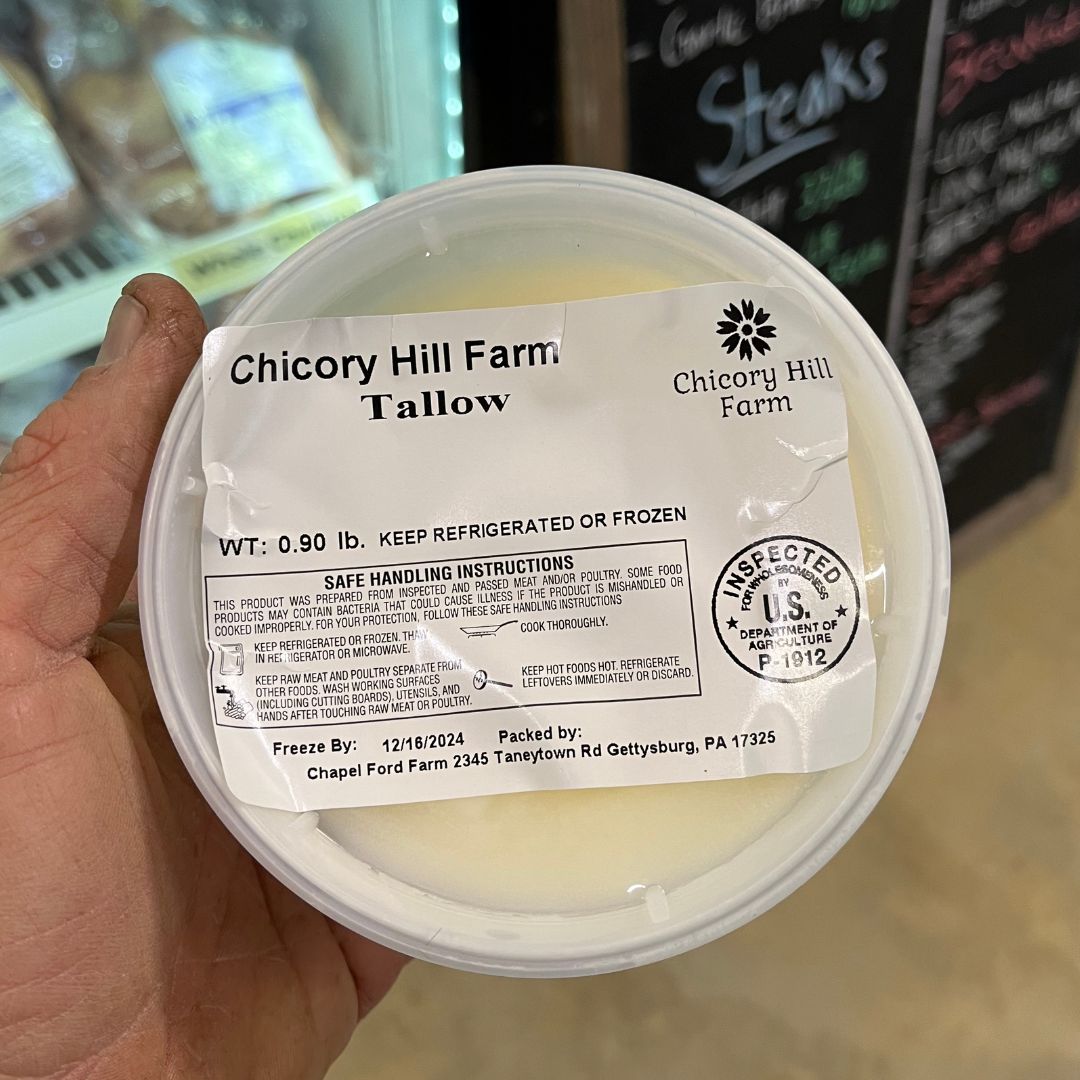 Steaks
Chicory Hill Farm
Tallow
Chicory Hill
Farm
WT: 0.90 lb. KEEP REFRIGERATED OR FROZEN
SAFE HANDLING INSTRUCTIONS
THIS PRODUCT WAS PREPARED FROM INSPECTED AND PASSED MEAT AND/OR POULTRY. SOME FOOD
PRODUCTS MAY CONTAIN BACTERIA THAT COULD CAUSE ILLNESS IF THE PRODUCT IS MISHANDLED OR
COOKED IMPROPERLY. FOR YOUR PROTECTION, FOLLOW THESE SAFE HANDLING INSTRUCTIONS
KEEP REFRIGERATED OR FROZEN. THAW
IN REFRIGERATOR OR MICROWAVE.
COOK THOROUGHLY.
KEEP RAW MEAT AND POULTRY SEPARATE FROM
OTHER FOODS. WASH WORKING SURFACES
(INCLUDING CUTTING BOARDS), UTENSILS, AND
HANDS AFTER TOUCHING RAW MEAT OR POULTRY.
KEEP HOT FOODS HOT. REFRIGERATE
LEFTOVERS IMMEDIATELY OR DISCARD.
INSPECTED
FOR WHOLESOMENESS
BY
U.S.
DEPARTMENT OF
AGRICULTURE
P-1912
Freeze By: 12/16/2024 Packed by:
Chapel Ford Farm 2345 Taneytown Rd Gettysburg, PA 17325